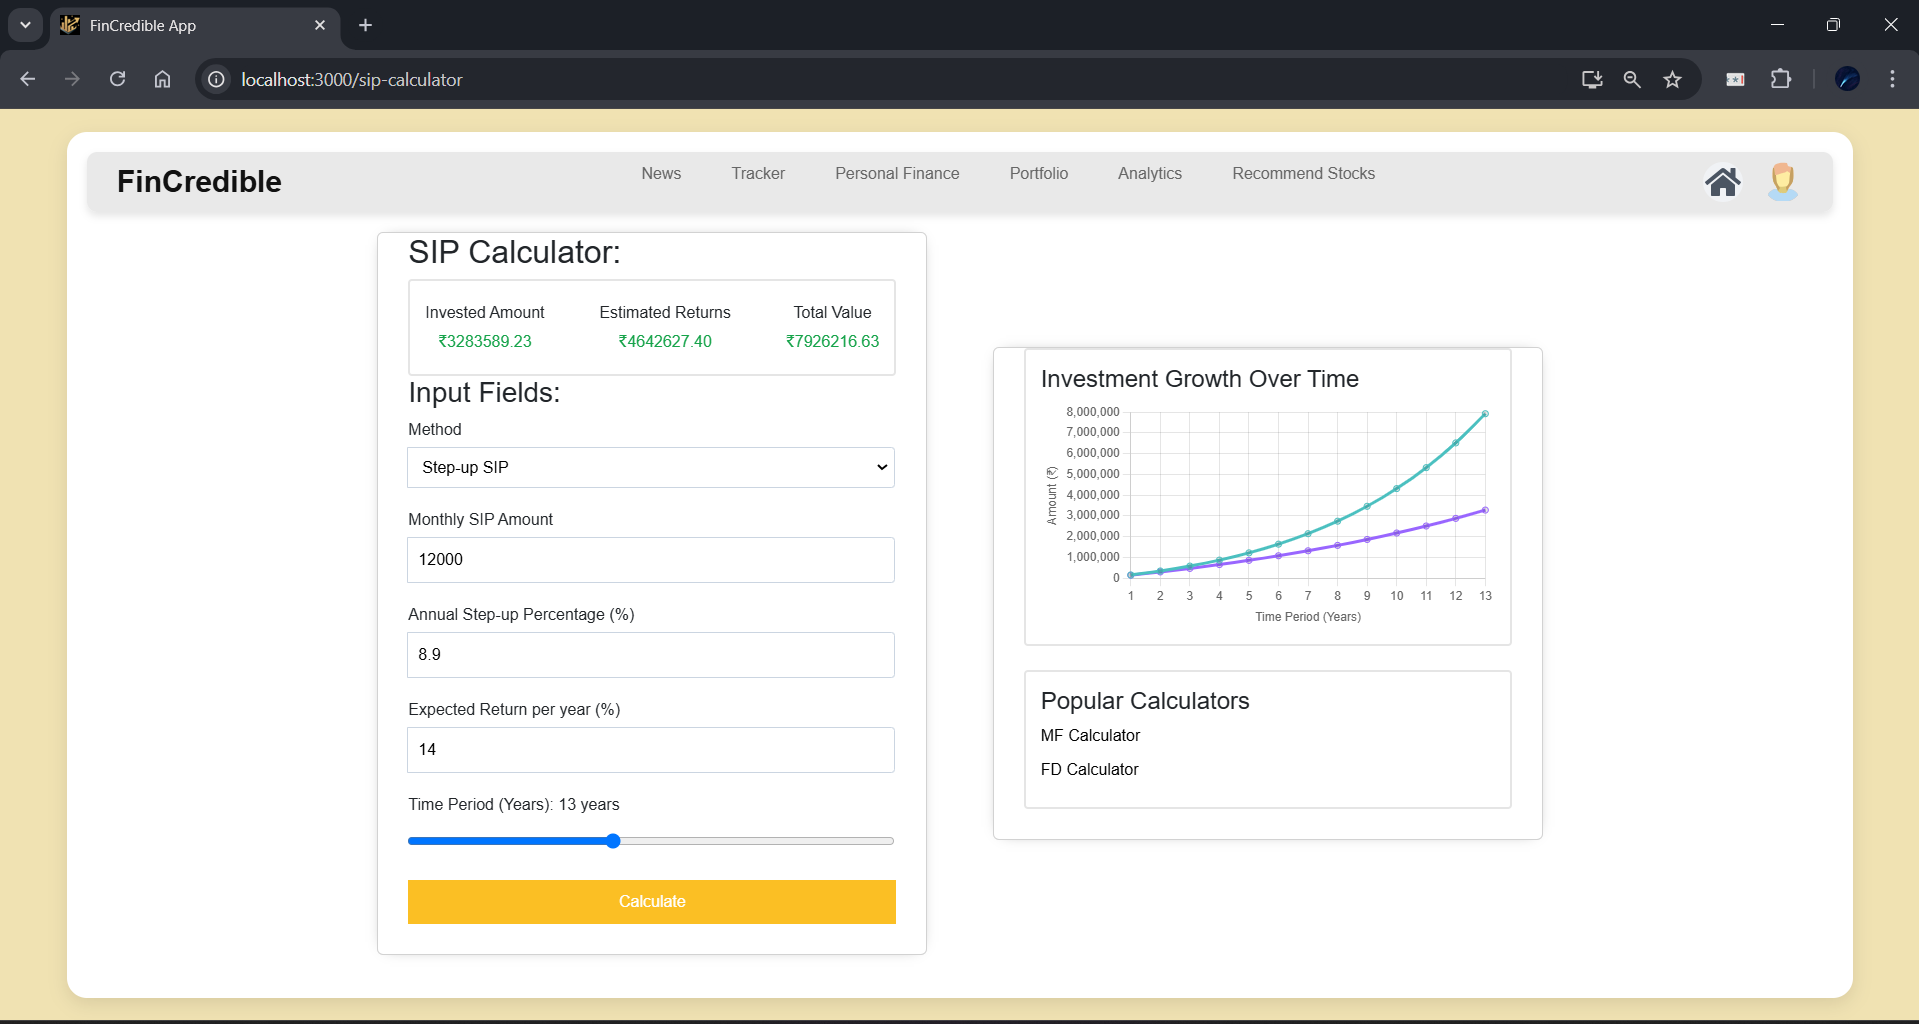 FinCredible App
localhost:3000/sip-calculator
FinCredible
News Tracker Personal Finance Portfolio Analytics Recommend Stocks
SIP Calculator:
Invested Amount Estimated Returns Total Value
₹3283589.23 ₹4642627.40 ₹7926216.63
Input Fields:
Method
Step-up SIP
Monthly SIP Amount
12000
Annual Step-up Percentage (%)
8.9
Expected Return per year (%)
14
Time Period (Years): 13 years
Calculate
Investment Growth Over Time
8,000,000
7,000,000
6,000,000
5,000,000
4,000,000
3,000,000
2,000,000
1,000,000
0
Amount (₹)
1 2 3 4 5 6 7 8 9 10 11 12 13
Time Period (Years)
Popular Calculators
MF Calculator
FD Calculator